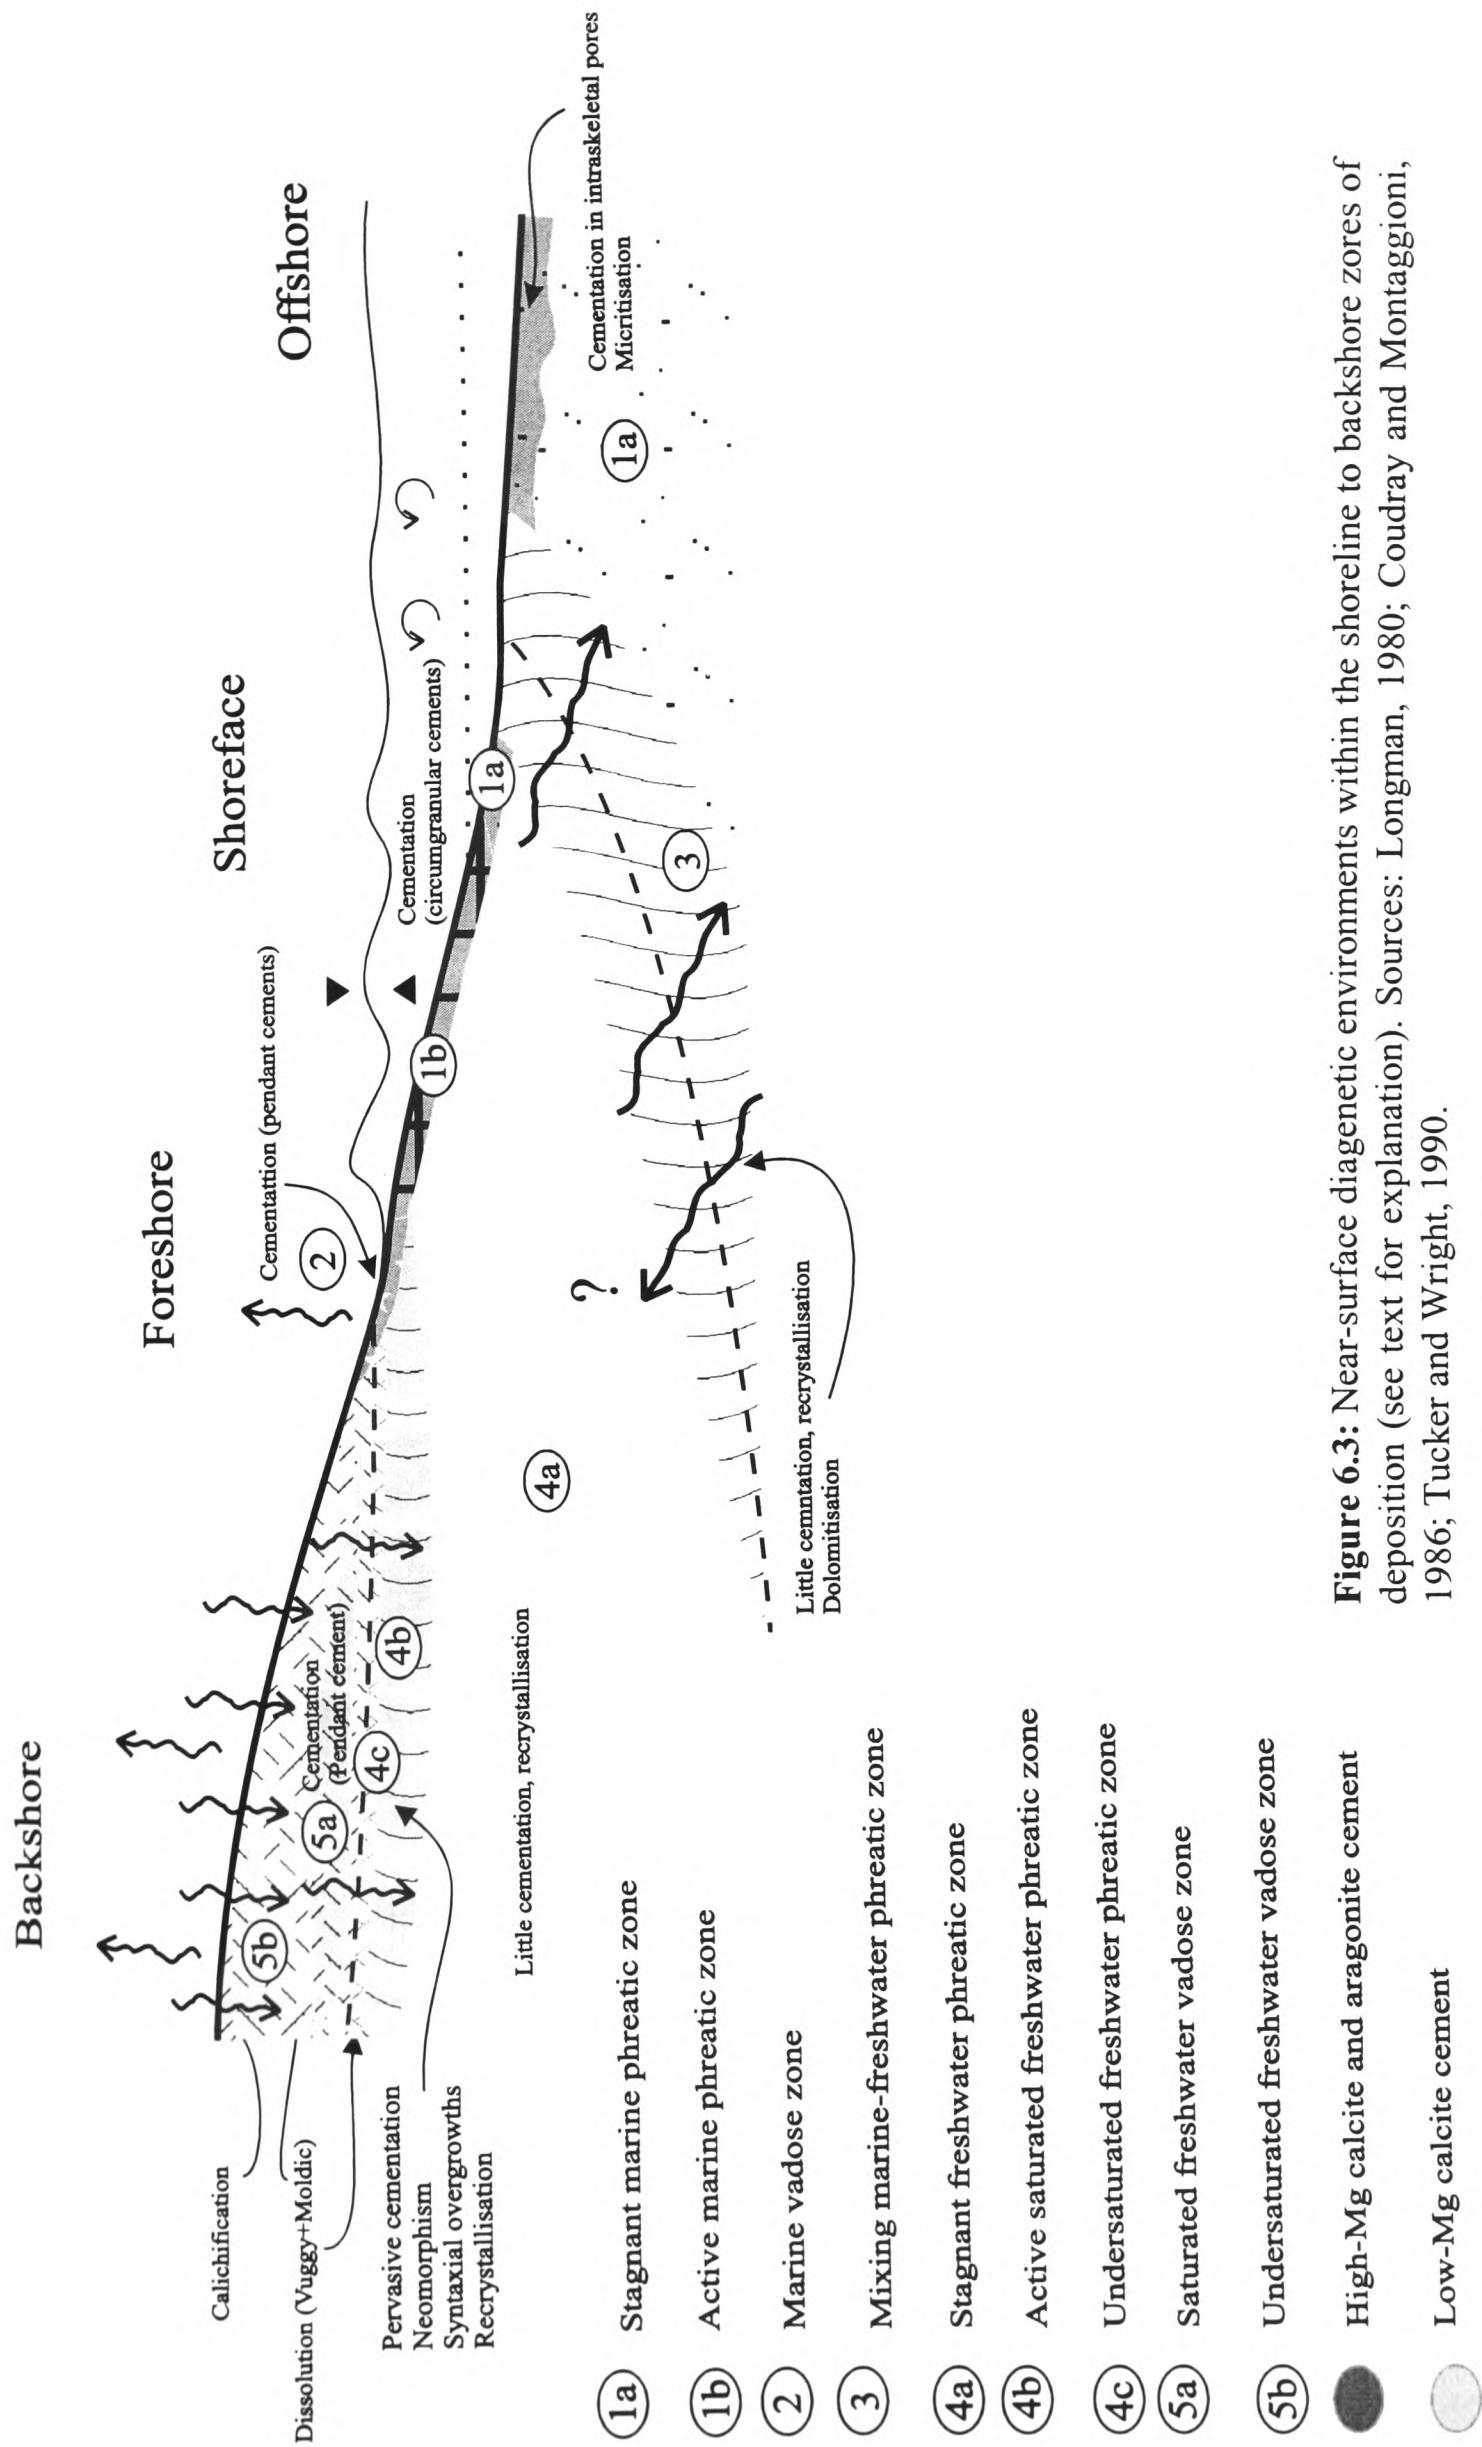 Backshore
Foreshore
Shoreface
Offshore
Calichification
Dissolution (Vuggy+Moldic)
Pervasive cementation
Neomorphism
Syntaxial overgrowths
Recrystallisation
5b
5a
Cementation
(Pendant cement)
4c
4b
Little cementation, recrystallisation
4a
Cementation (pendant cements)
2
1b
Cementation
(circumgranular cements)
1a
?
3
Little cemntation, recrystallisation
Dolomitisation
1a
Cementation in intraskeletal pores
Micritisation
1a Stagnant marine phreatic zone
1b Active marine phreatic zone
2 Marine vadose zone
3 Mixing marine-freshwater phreatic zone
4a Stagnant freshwater phreatic zone
4b Active saturated freshwater phreatic zone
4c Undersaturated freshwater phreatic zone
5a Saturated freshwater vadose zone
5b Undersaturated freshwater vadose zone
High-Mg calcite and aragonite cement
Low-Mg calcite cement
Figure 6.3: Near-surface diagenetic environments within the shoreline to backshore zores of
deposition (see text for explanation). Sources: Longman, 1980; Coudray and Montaggioni,
1986; Tucker and Wright, 1990.